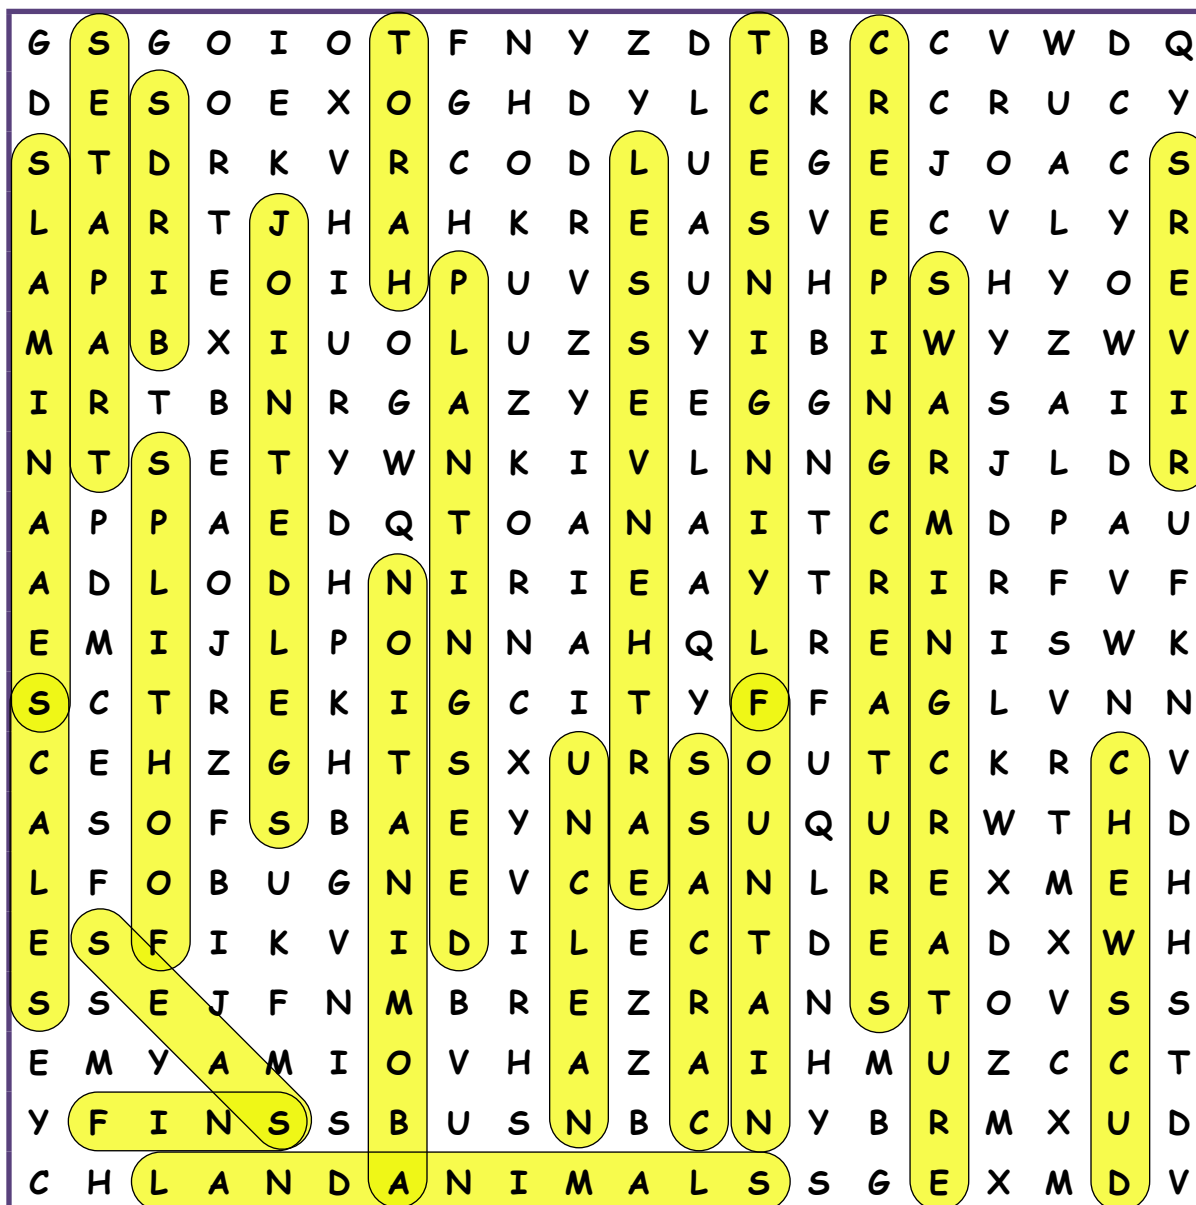 G S G O I O T F N Y Z D T B C C V W D Q
D E S O E X O G H D Y L C K R C R U C Y
S T D R K V R C O D L U E G E J O A C S
L A R T J H A H K R E A S V E C V L Y R
A P I E O I H P U V S U N H P S H Y O E
M A B X I U O L U Z S Y I B I W Y Z W V
I R T B N R G A Z Y E E G G N A S A I I
N T S E T Y W N K I V L N N G R J L D R
A P P A E D Q T O A N A I T C M D P A U
A D L O D H N I R I E A Y T R I R F V F
E M I J L P O N N A H Q L R E N I S W K
S C T R E K I G C I T Y F F A G L V N N
C E H Z G H T S X U R S O U T C K R C V
A S O F S B A E Y N A S U Q U R W T H D
L F O B U G N E V C E A N L R E X M E H
E S F I K V I D I L E C T D E A D X W H
S S E J F N M B R E Z R A N S T O V S S
E M Y A M I O V H A Z A I H M U Z C C T
Y F I N S S B U S N B C N Y B R M X U D
C H L A N D A N I M A L S S G E X M D V